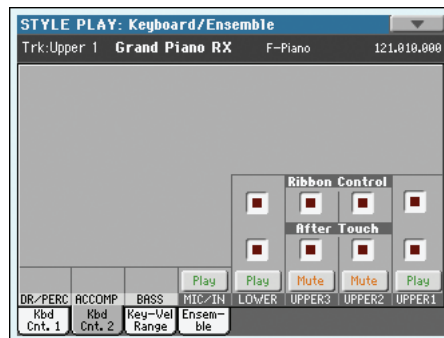 STYLE PLAY: Keyboard/Ensemble
Trk:Upper 1 Grand Piano RX F-Piano 121.010.000
Ribbon Control
After Touch
Play Play Mute Mute Play
DR/PERC ACCOMP BASS MIC/IN LOWER UPPER3 UPPER2 UPPER1
Kbd Kbd Key-Vel Ensem-
Cnt. 1 Cnt. 2 Range ble